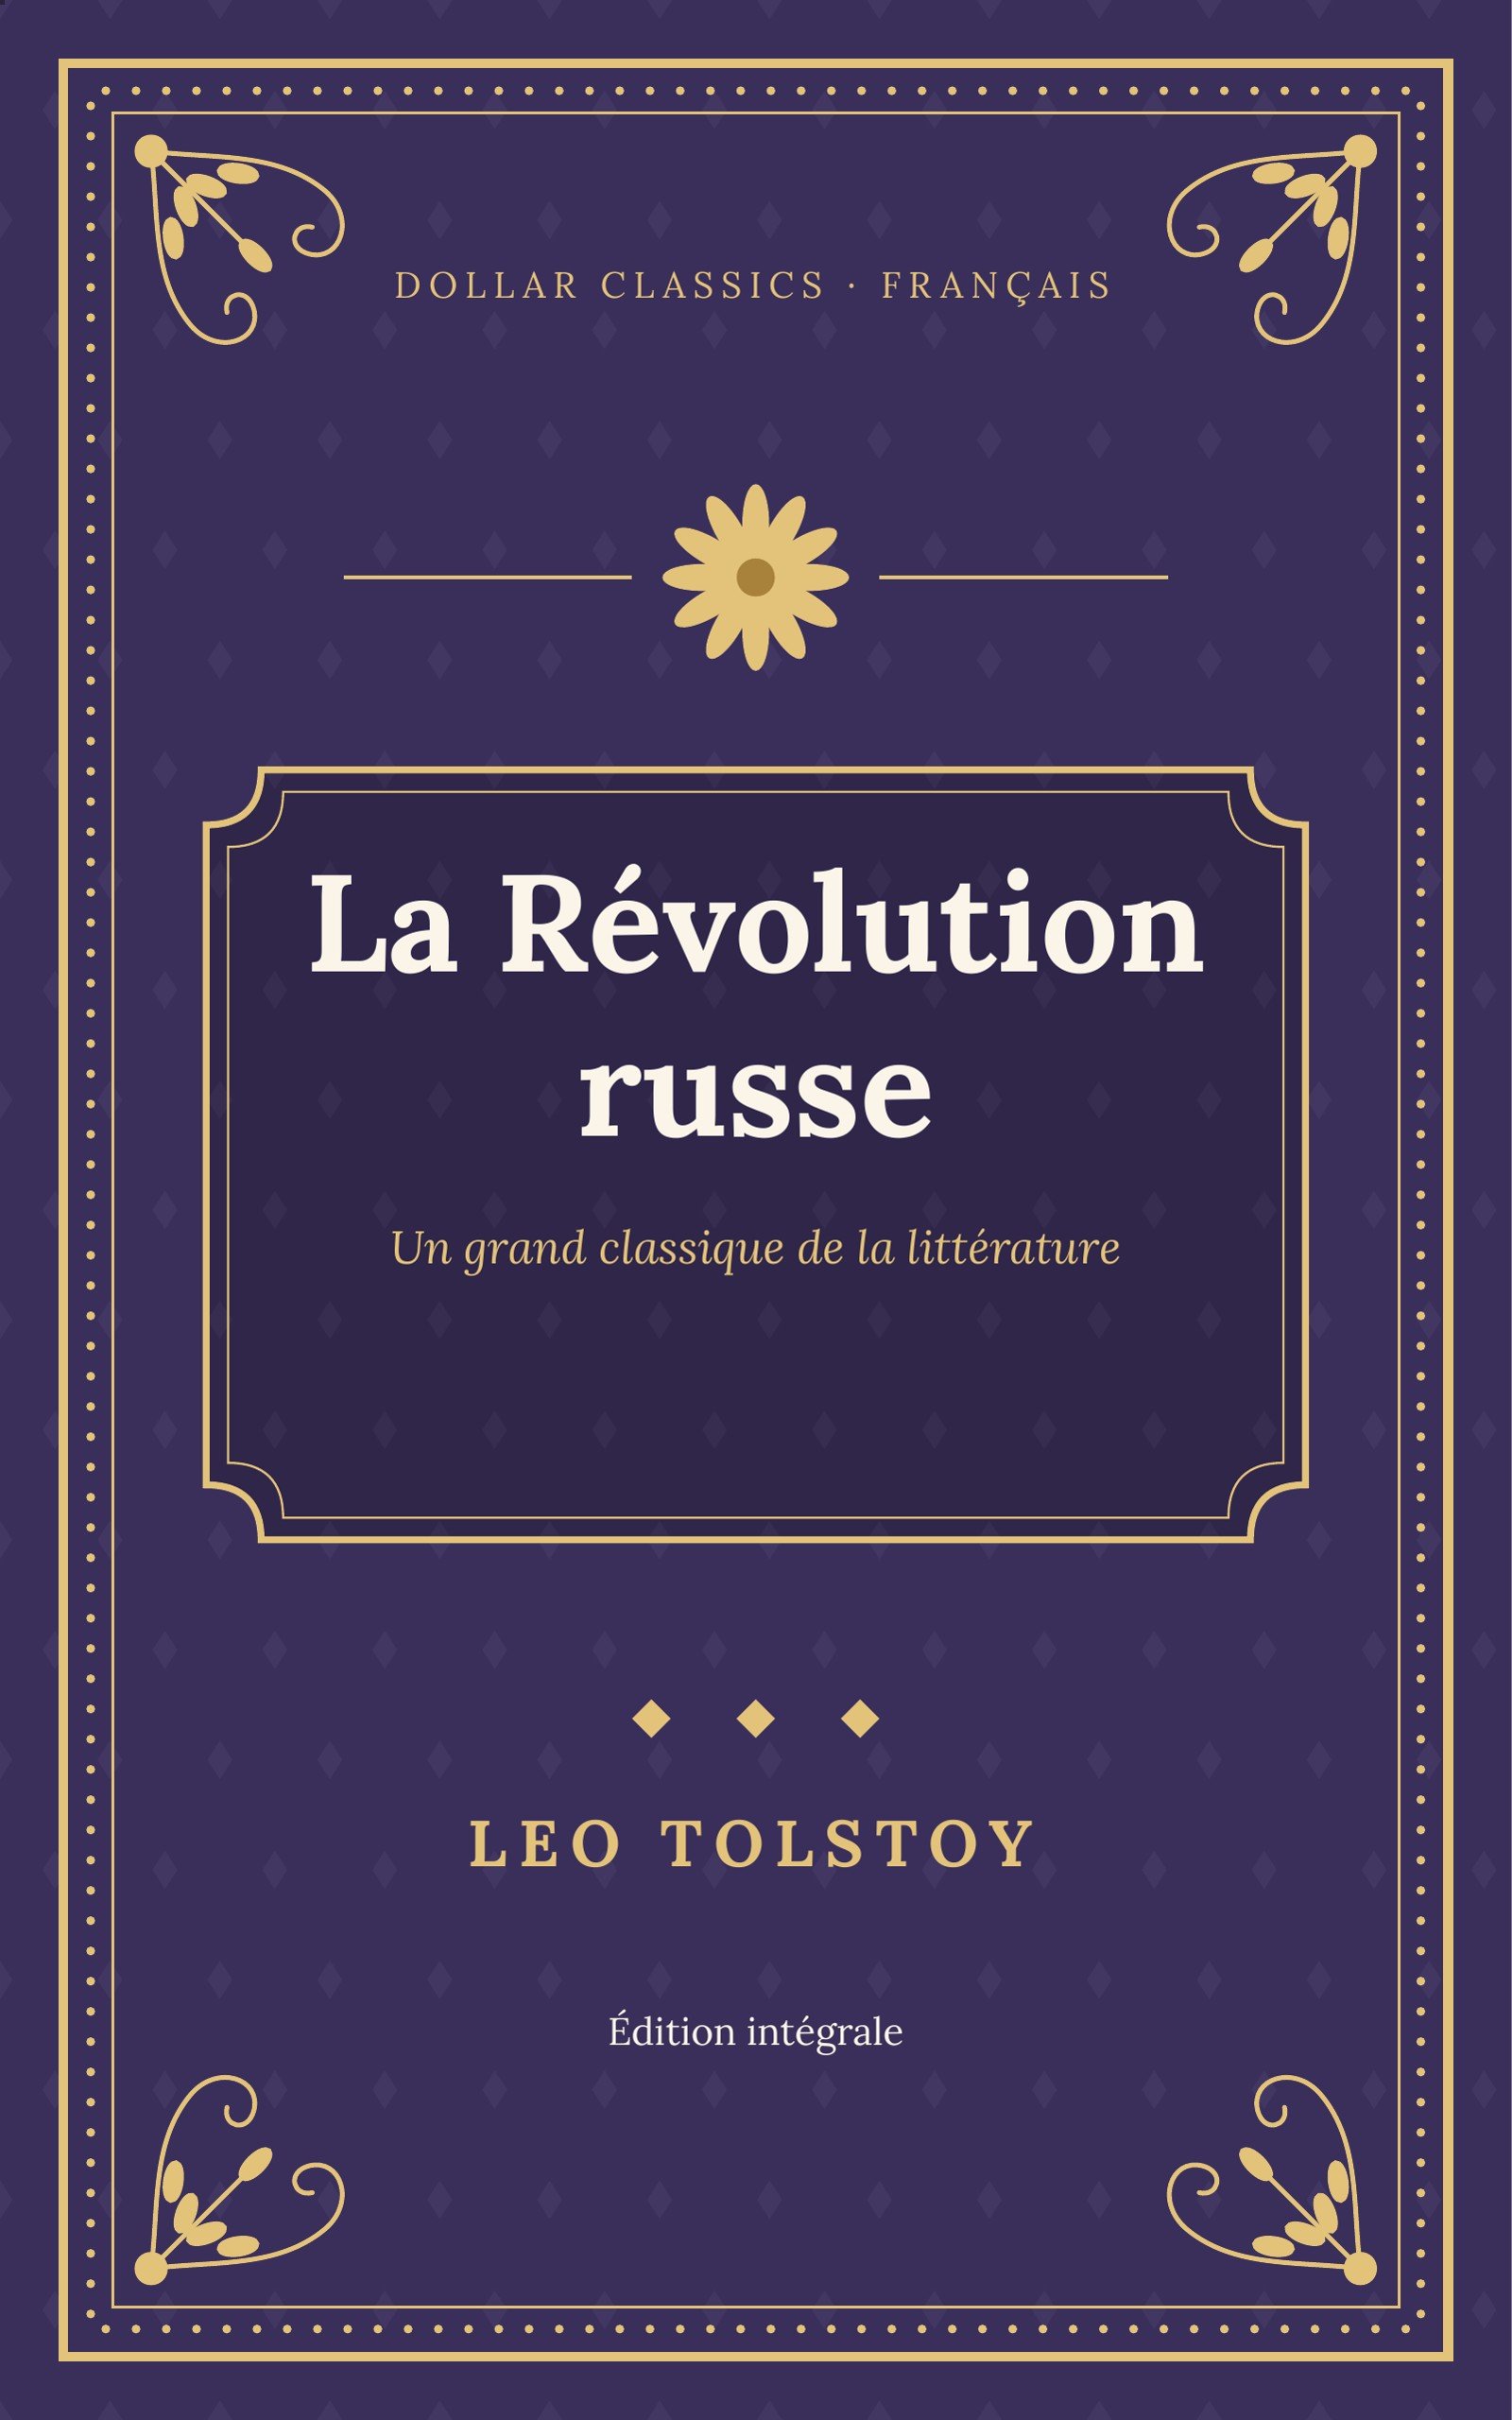 DOLLAR CLASSICS · FRANÇAIS
La Révolution
russe
Un grand classique de la littérature
LEO TOLSTOY
Édition intégrale